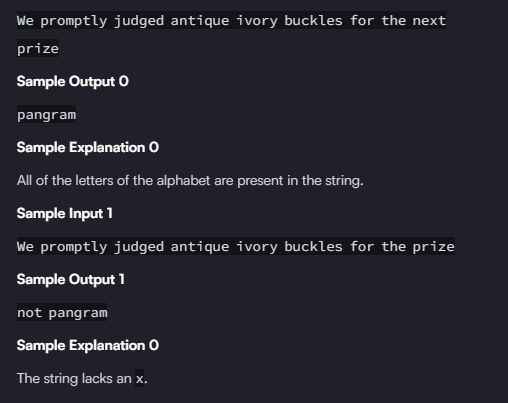 We promptly judged antique ivory buckles for the next
prize
Sample Output 0
pangram
Sample Explanation 0
All of the letters of the alphabet are present in the string.
Sample Input 1
We promptly judged antique ivory buckles for the prize
Sample Output 1
not pangram
Sample Explanation 0
The string lacks an x.